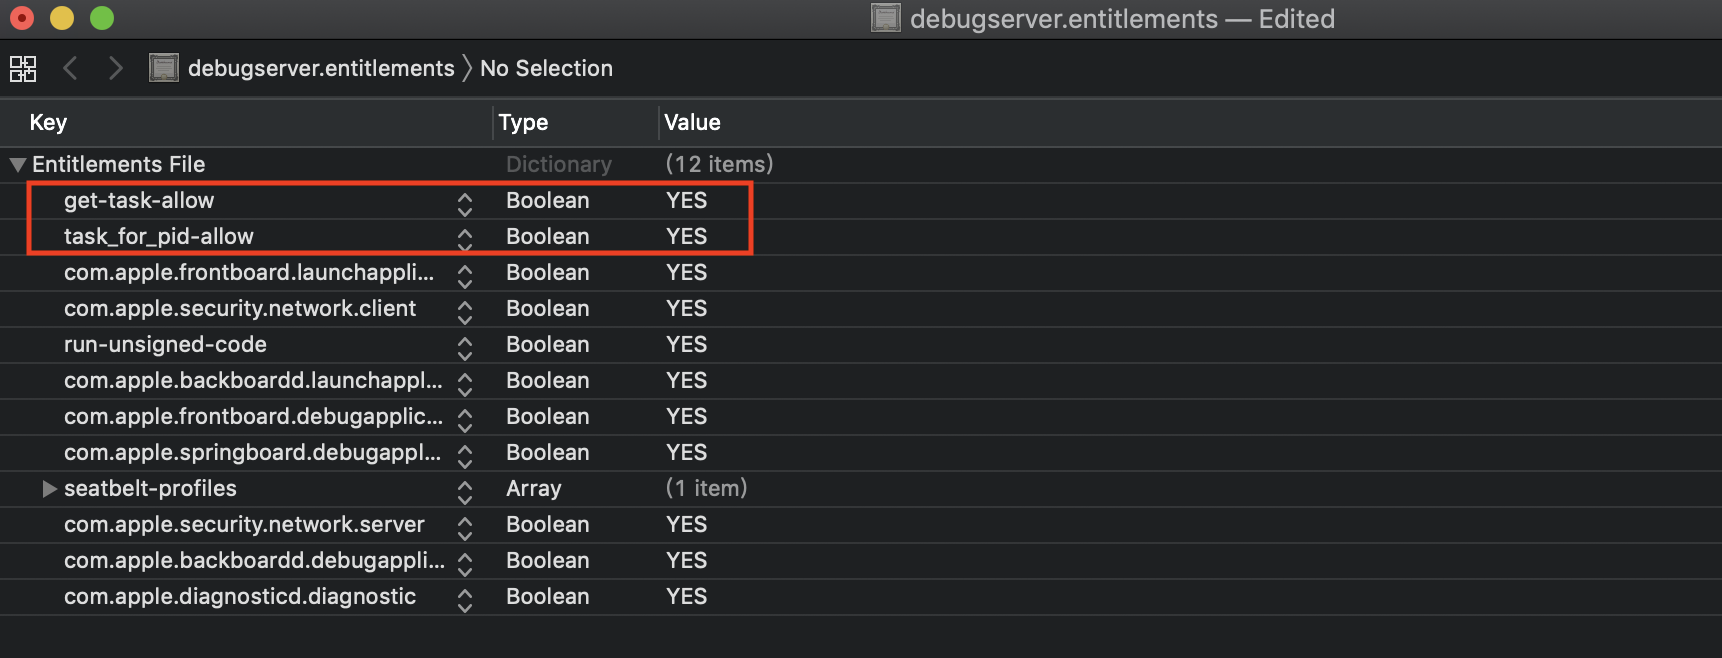 debugserver.entitlements — Edited
debugserver.entitlements 〉 No Selection
Key Type Value
Entitlements File Dictionary (12 items)
get-task-allow Boolean YES
task_for_pid-allow Boolean YES
com.apple.frontboard.launchappli... Boolean YES
com.apple.security.network.client Boolean YES
run-unsigned-code Boolean YES
com.apple.backboardd.launchappl... Boolean YES
com.apple.frontboard.debugapplic... Boolean YES
com.apple.springboard.debugappl... Boolean YES
seatbelt-profiles Array (1 item)
com.apple.security.network.server Boolean YES
com.apple.backboardd.debugappli... Boolean YES
com.apple.diagnosticd.diagnostic Boolean YES